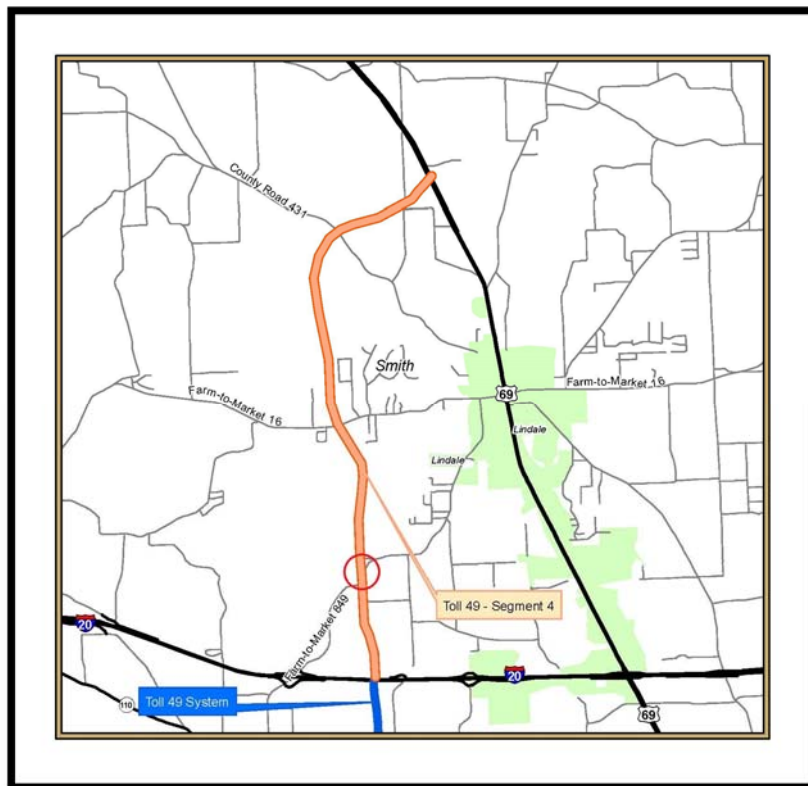 County Road 431
Smith
Farm-to-Market 16
69
Farm-to-Market 16
Lindale
Lindale
Toll 49 - Segment 4
Farm-to-Market 849
20
20
110
Toll 49 System
69